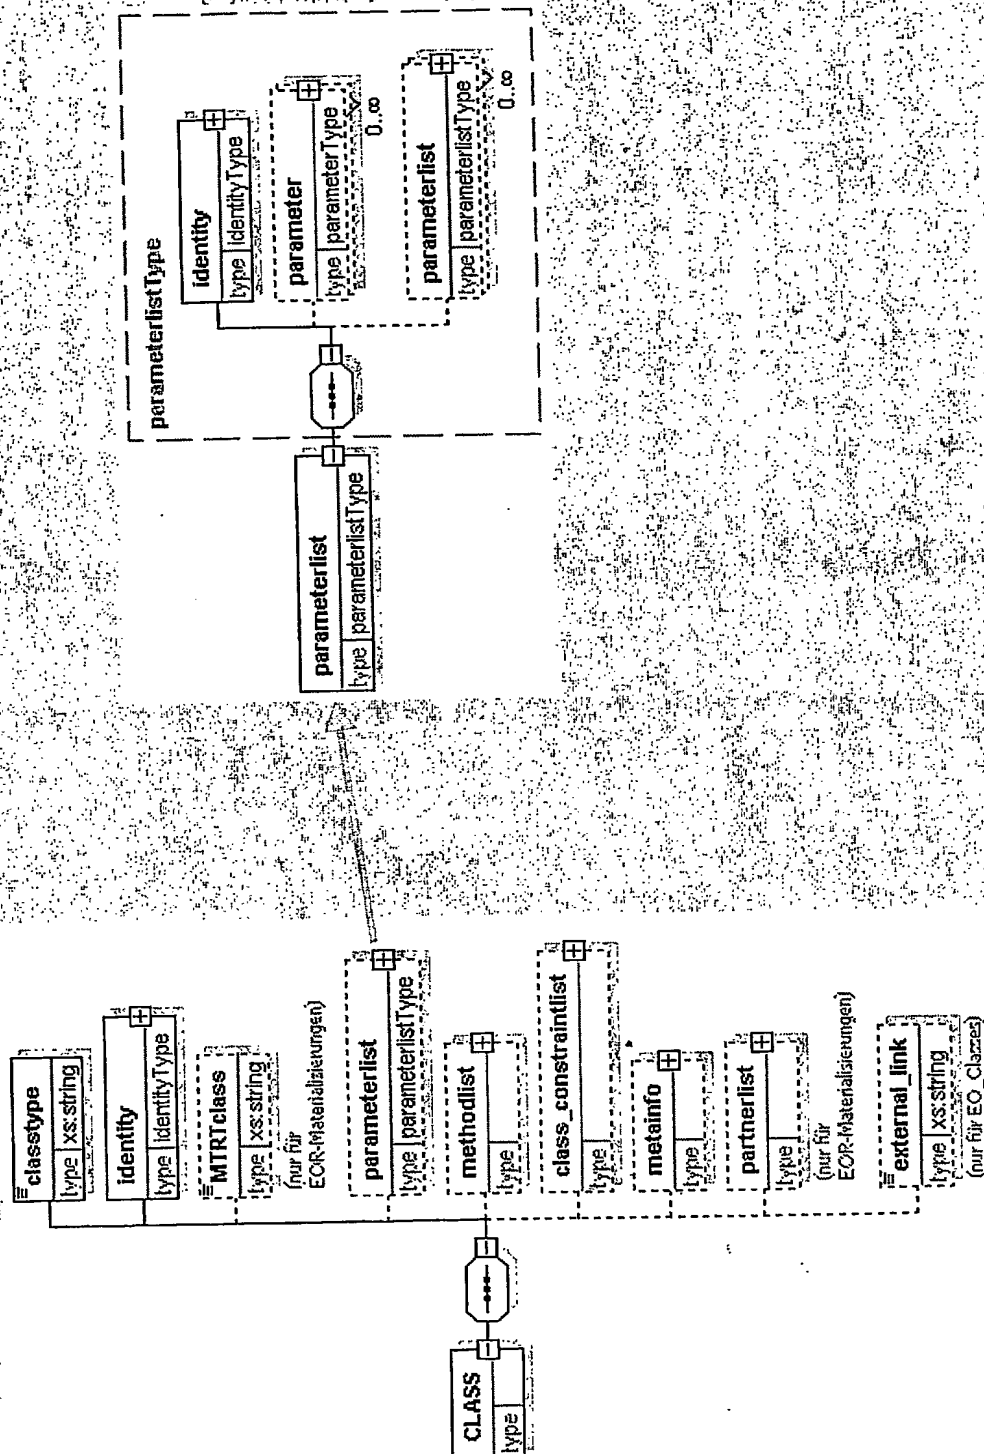 CLASS
type
classtype
type xs:string
identity
type identityType
MTRTclass
type xs:string
(nur für
EOR-Materialisierungen)
parameterlist
type parameterlistType
methodlist
type
class_constraintlist
type
metainfo
type
partnerlist
type
(nur für
EOR-Materialisierungen)
external_link
type xs:string
(nur für EO_Classes)
parameterlist
type parameterlistType
parameterlistType
identity
type identityType
parameter
type parameterType
0..∞
parameterlist
type parameterlistType
0..∞